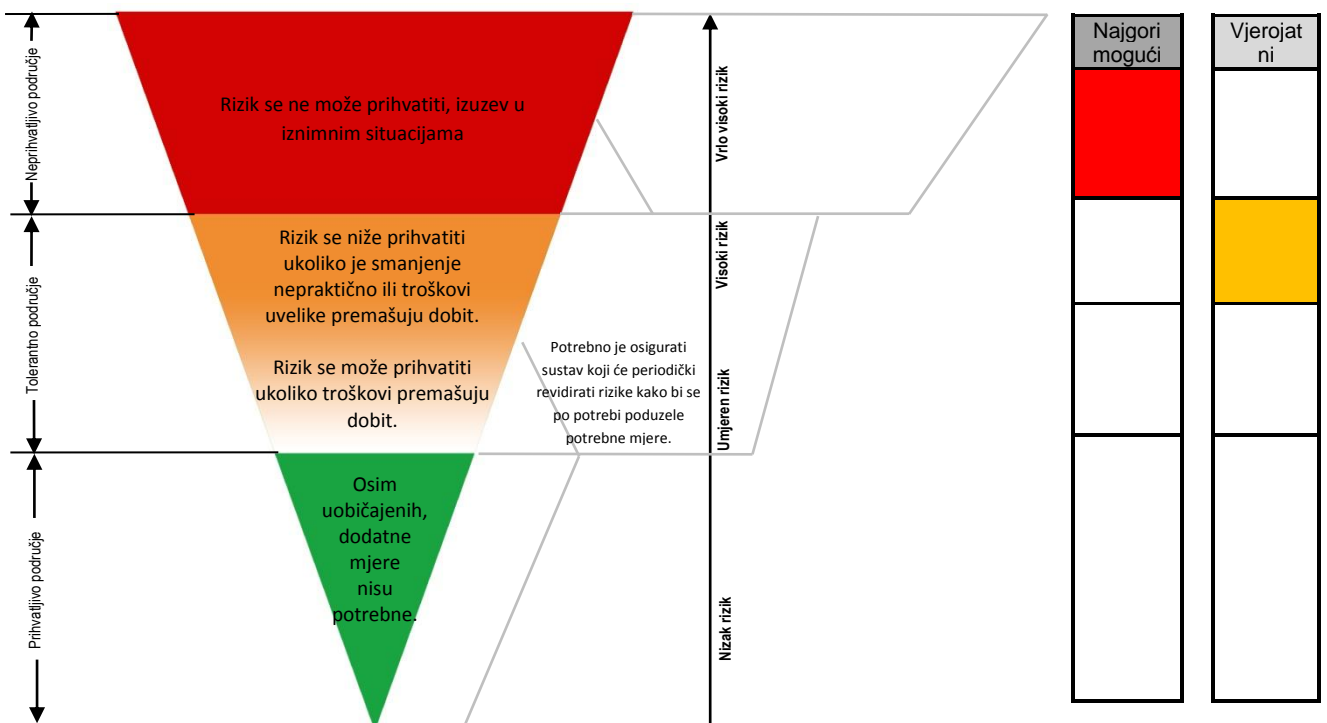 Neprihvatljivo područje
Tolerantno područje
Prihvatljivo područje
Rizik se ne može prihvatiti, izuzev u
iznimnim situacijama
Rizik se niže prihvatiti
ukoliko je smanjenje
nepraktično ili troškovi
uvelike premašuju dobit.
Rizik se može prihvatiti
ukoliko troškovi premašuju
dobit.
Osim
uobičajenih,
dodatne
mjere
nisu
potrebne.
Potrebno je osigurati
sustav koji će periodički
revidirati rizike kako bi se
po potrebi poduzele
potrebne mjere.
Vrlo visoki rizik
Visoki rizik
Umjeren rizik
Nizak rizik
Najgori
mogući
Vjerojat
ni